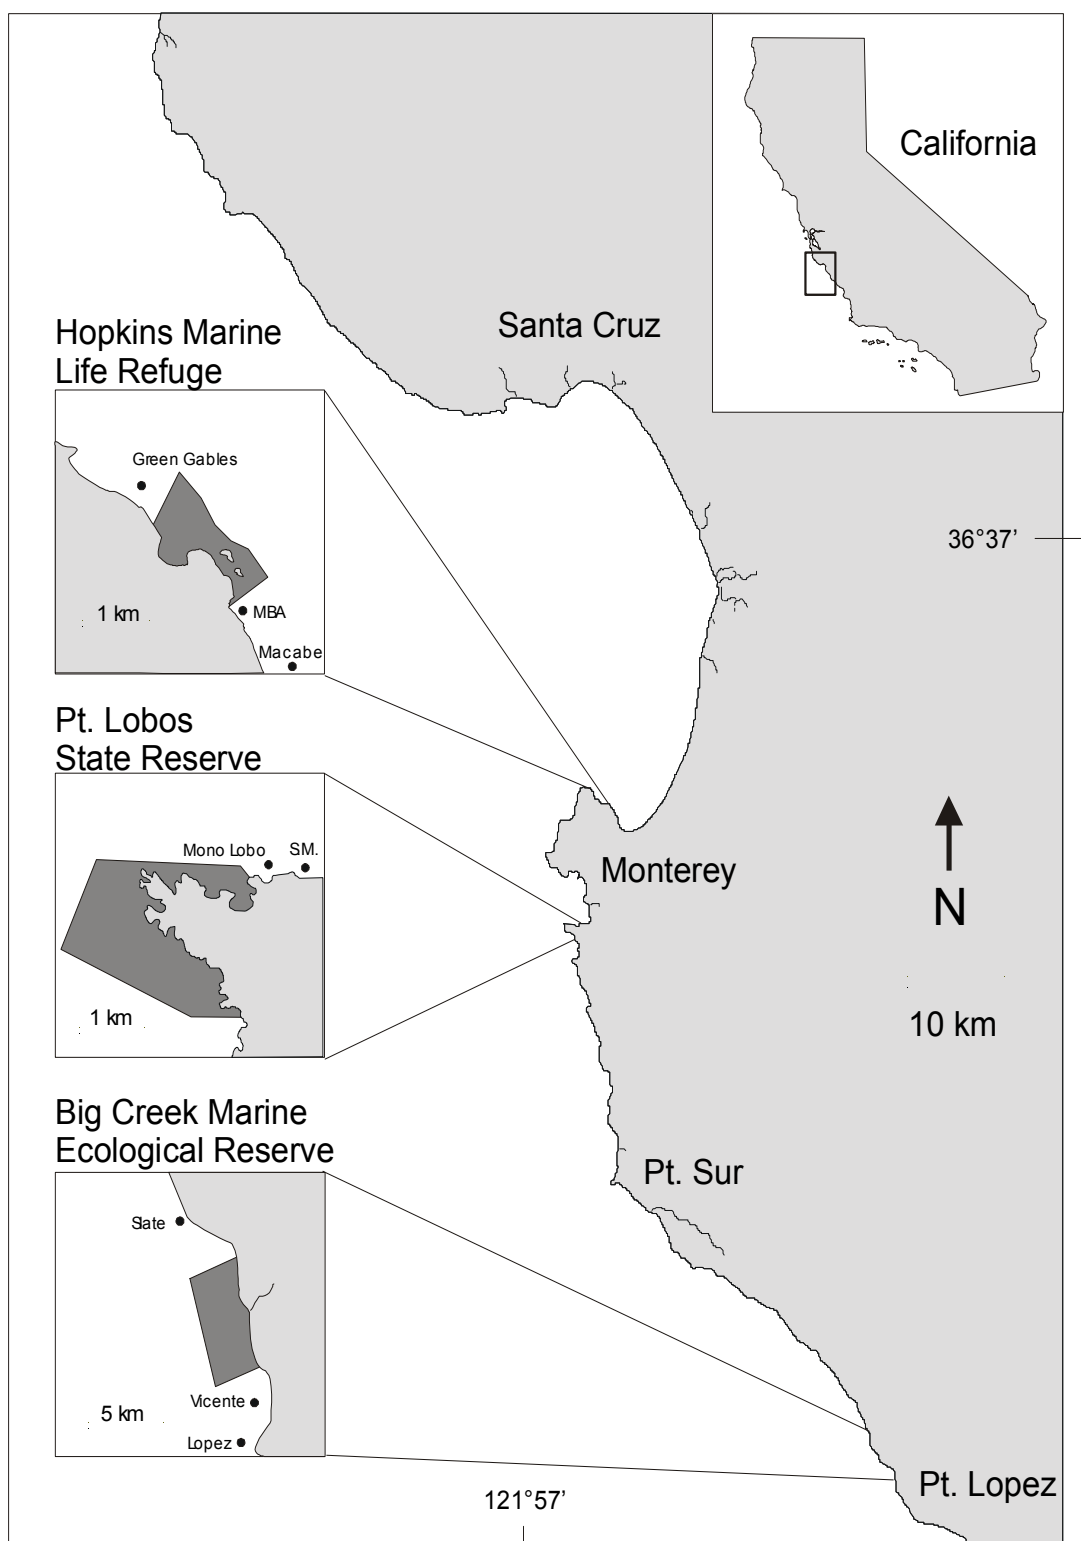 California
Santa Cruz
Hopkins Marine
Life Refuge
Green Gables
36°37’
1 km
MBA
Macabe
Pt. Lobos
State Reserve
Mono Lobo
S.M.
Monterey
N
1 km
10 km
Big Creek Marine
Ecological Reserve
Pt. Sur
Slate
Vicente
5 km
Lopez
Pt. Lopez
121°57’